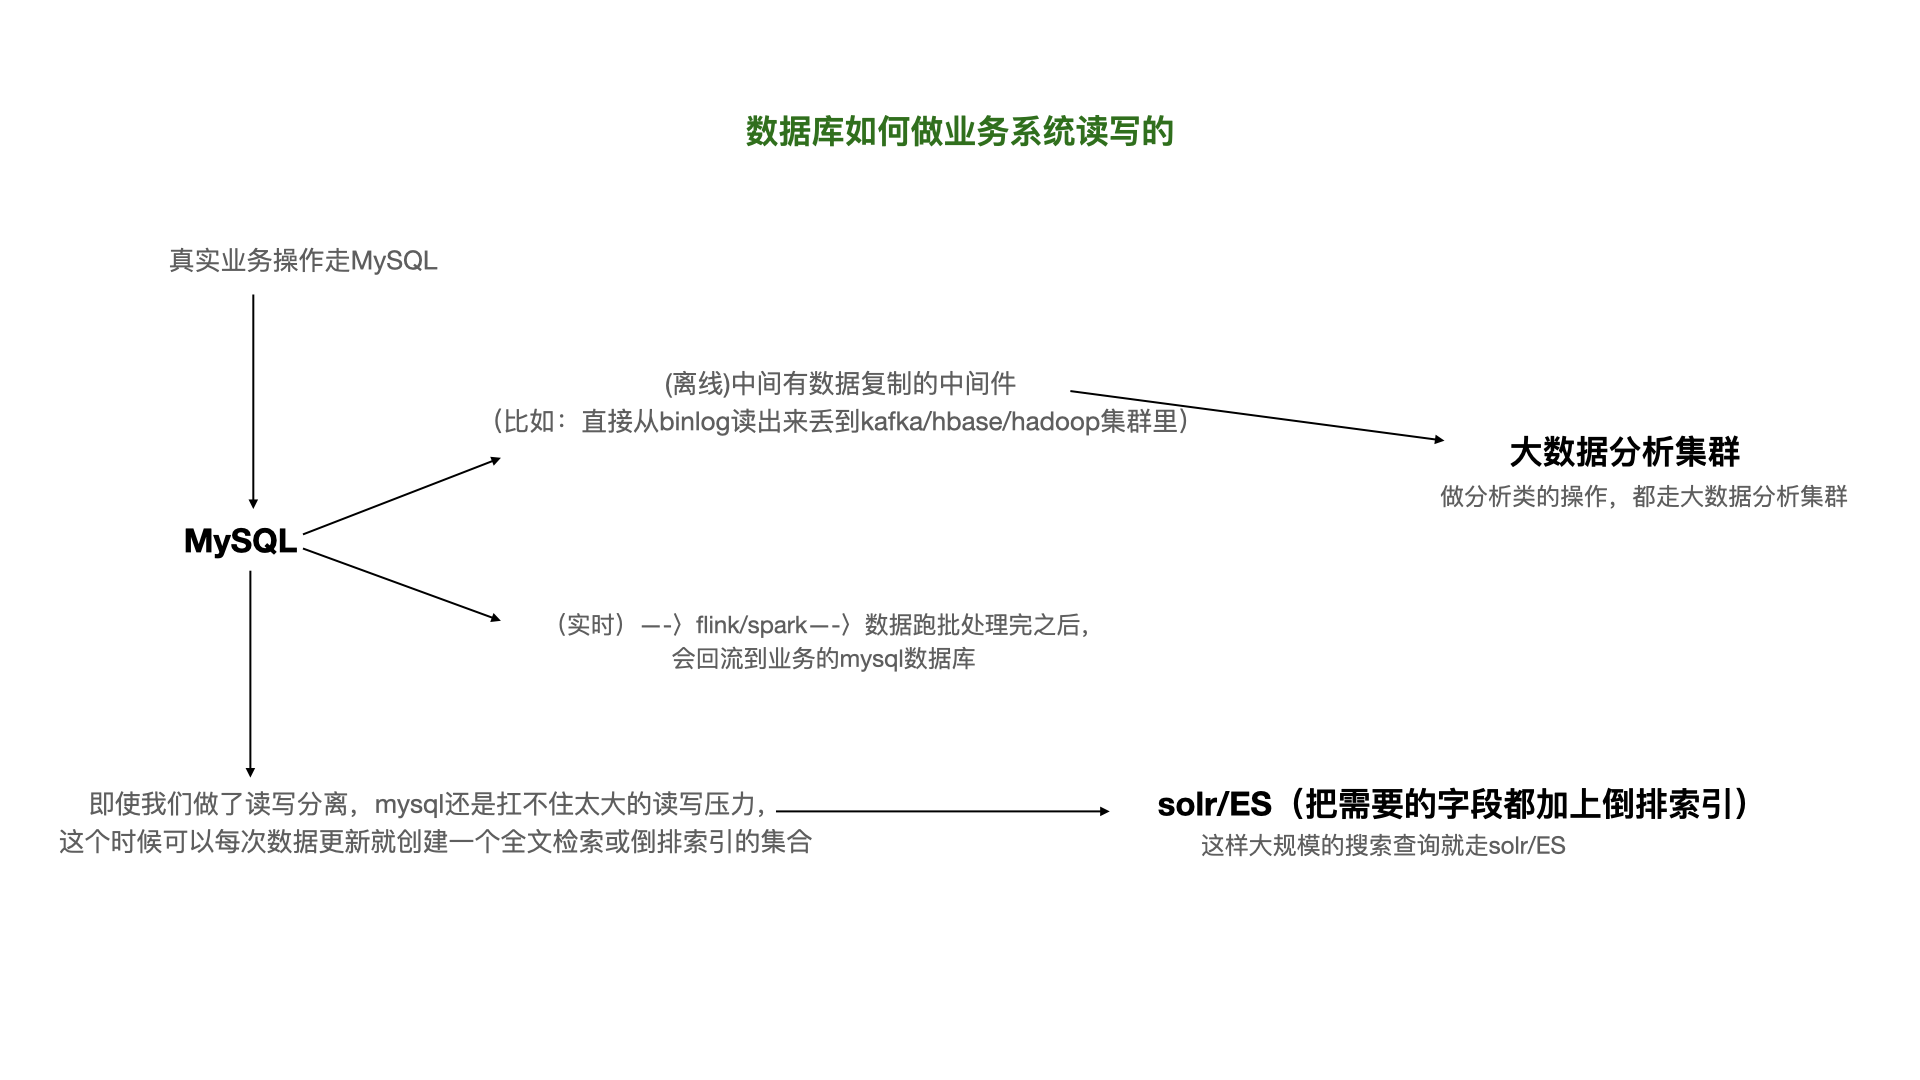 数据库如何做业务系统读写的
真实业务操作走MySQL
(离线)中间有数据复制的中间件
（比如：直接从binlog读出来丢到kafka/hbase/hadoop集群里）
大数据分析集群
做分析类的操作，都走大数据分析集群
MySQL
（实时）—-〉flink/spark—-〉数据跑批处理完之后，
会回流到业务的mysql数据库
即使我们做了读写分离，mysql还是扛不住太大的读写压力，
这个时候可以每次数据更新就创建一个全文检索或倒排索引的集合
solr/ES（把需要的字段都加上倒排索引）
这样大规模的搜索查询就走solr/ES